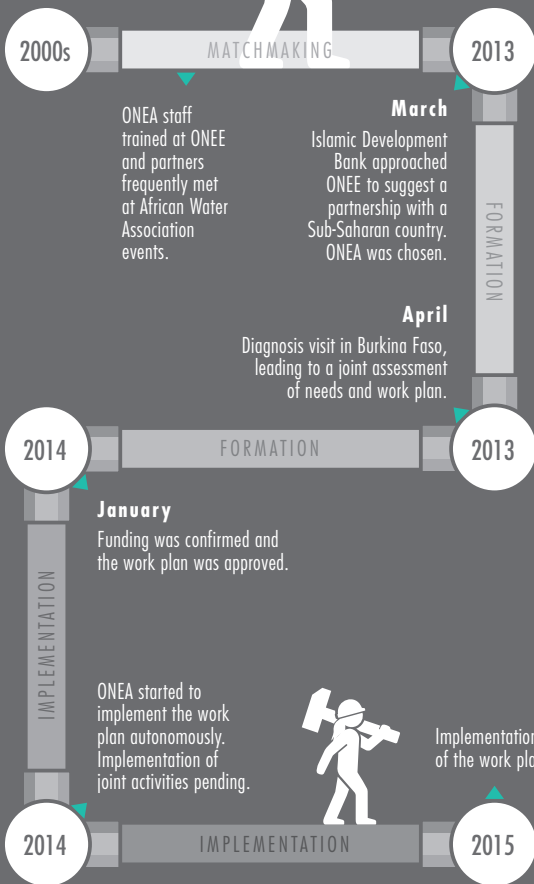 2000s
MATCHMAKING
2013
ONEA staff
trained at ONEE
and partners
frequently met
at African Water
Association
events.
March
Islamic Development
Bank approached
ONEE to suggest a
partnership with a
Sub-Saharan country.
ONEA was chosen.
FORMATION
April
Diagnosis visit in Burkina Faso,
leading to a joint assessment
of needs and work plan.
2013
FORMATION
2014
January
Funding was confirmed and
the work plan was approved.
IMPLEMENTATION
ONEA started to
implement the work
plan autonomously.
Implementation of
joint activities pending.
2014
IMPLEMENTATION
2015
Implementation
of the work